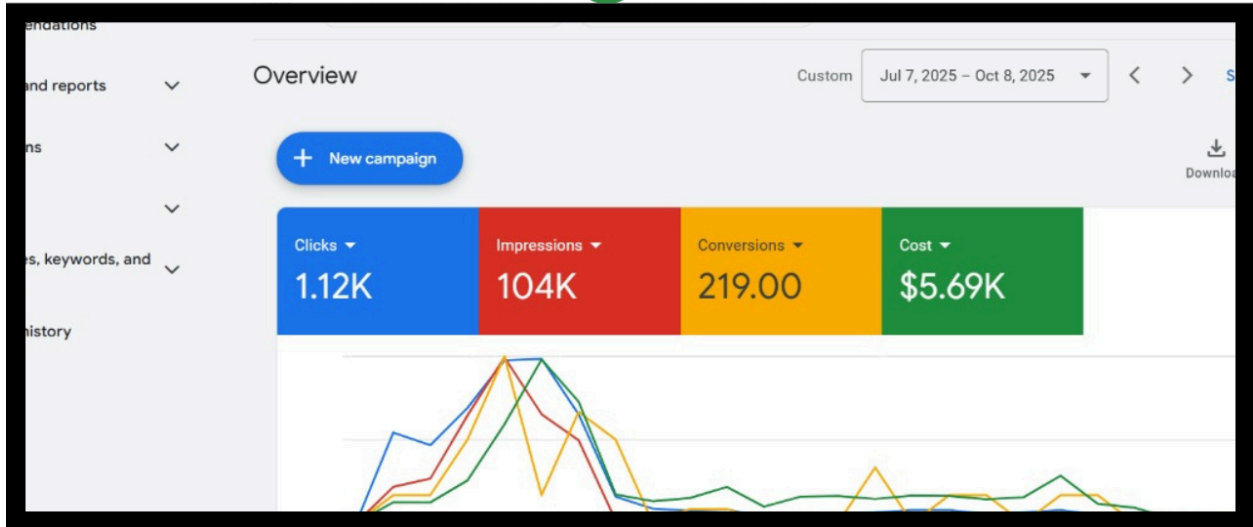 endations
and reports
Overview
Custom
Jul 7, 2025 – Oct 8, 2025
S
ns
+ New campaign
Downloa
Clicks
Impressions
Conversions
Cost
1.12K
104K
219.00
$5.69K
s, keywords, and
history